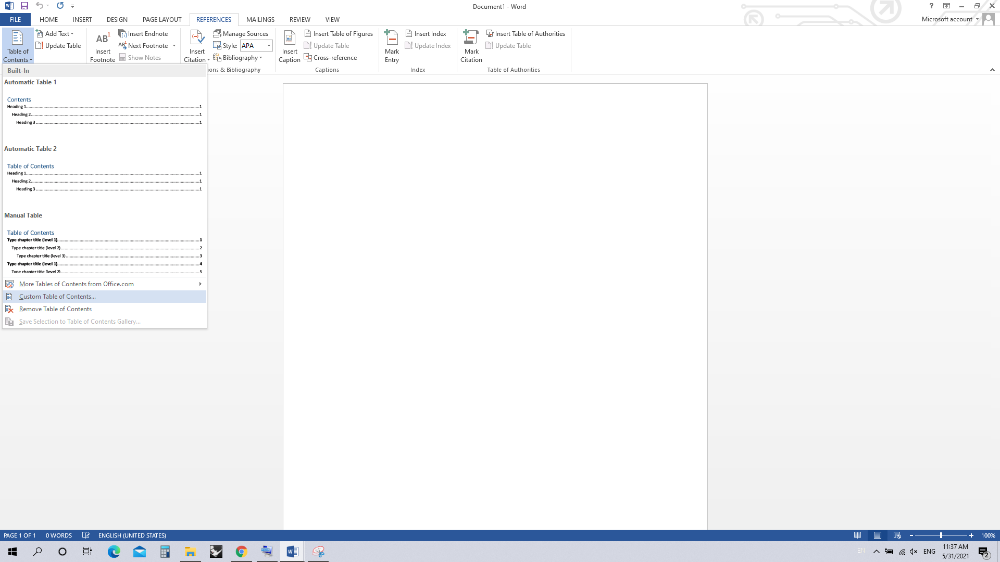 Document1 - Word
?
FILE HOME INSERT DESIGN PAGE LAYOUT REFERENCES MAILINGS REVIEW VIEW
Microsoft account
Table of Contents
Add Text
Update Table
AB1
Insert Footnote
Insert Endnote
Next Footnote
Show Notes
Insert Citation
Manage Sources
Style: APA
Bibliography
ions & Bibliography
Insert Caption
Insert Table of Figures
Update Table
Cross-reference
Captions
Mark Entry
Insert Index
Update Index
Index
Mark Citation
Insert Table of Authorities
Update Table
Table of Authorities
Built-In
Automatic Table 1
Contents
Heading 1........1
Heading 2........1
Heading 3........1
Automatic Table 2
Table of Contents
Heading 1........1
Heading 2........1
Heading 3........1
Manual Table
Table of Contents
Type chapter title (level 1)........1
Type chapter title (level 2)........2
Type chapter title (level 3)........3
Type chapter title (level 1)........4
Type chapter title (level 2)........5
More Tables of Contents from Office.com
Custom Table of Contents...
Remove Table of Contents
Save Selection to Table of Contents Gallery...
PAGE 1 OF 1 0 WORDS ENGLISH (UNITED STATES)
100%
EN
ENG
11:37 AM
5/31/2021
2